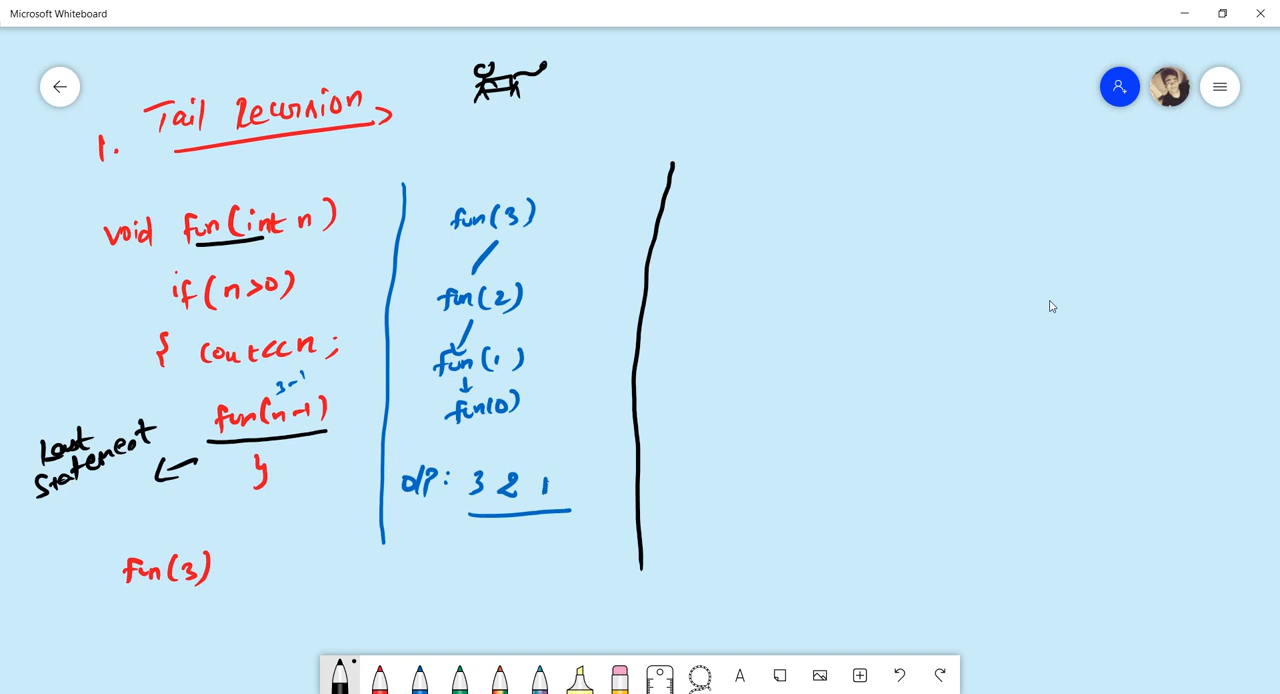 Microsoft Whiteboard
1. Tail Recursion
void fun(int n)
if(n>0)
{ cout<<n;
3-1
fun(n-1)
}
Last
Statement
fun(3)
fun(3)
fun(2)
fun(1)
fun(0)
O/P: 3 2 1
A